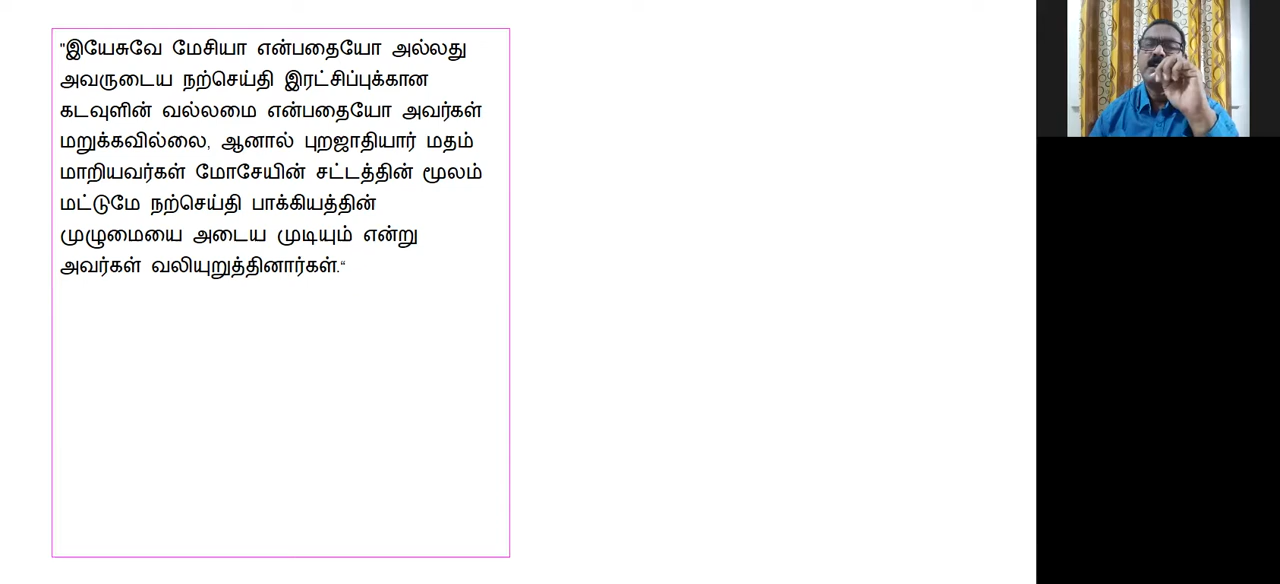 "இயேசுவே மேசியா என்பதையோ அல்லது
அவருடைய நற்செய்தி இரட்சிப்புக்கான
கடவுளின் வல்லமை என்பதையோ அவர்கள்
மறுக்கவில்லை, ஆனால் புறஜாதியார் மதம்
மாறியவர்கள் மோசேயின் சட்டத்தின் மூலம்
மட்டுமே நற்செய்தி பாக்கியத்தின்
முழுமையை அடைய முடியும் என்று
அவர்கள் வலியுறுத்தினார்கள்.“